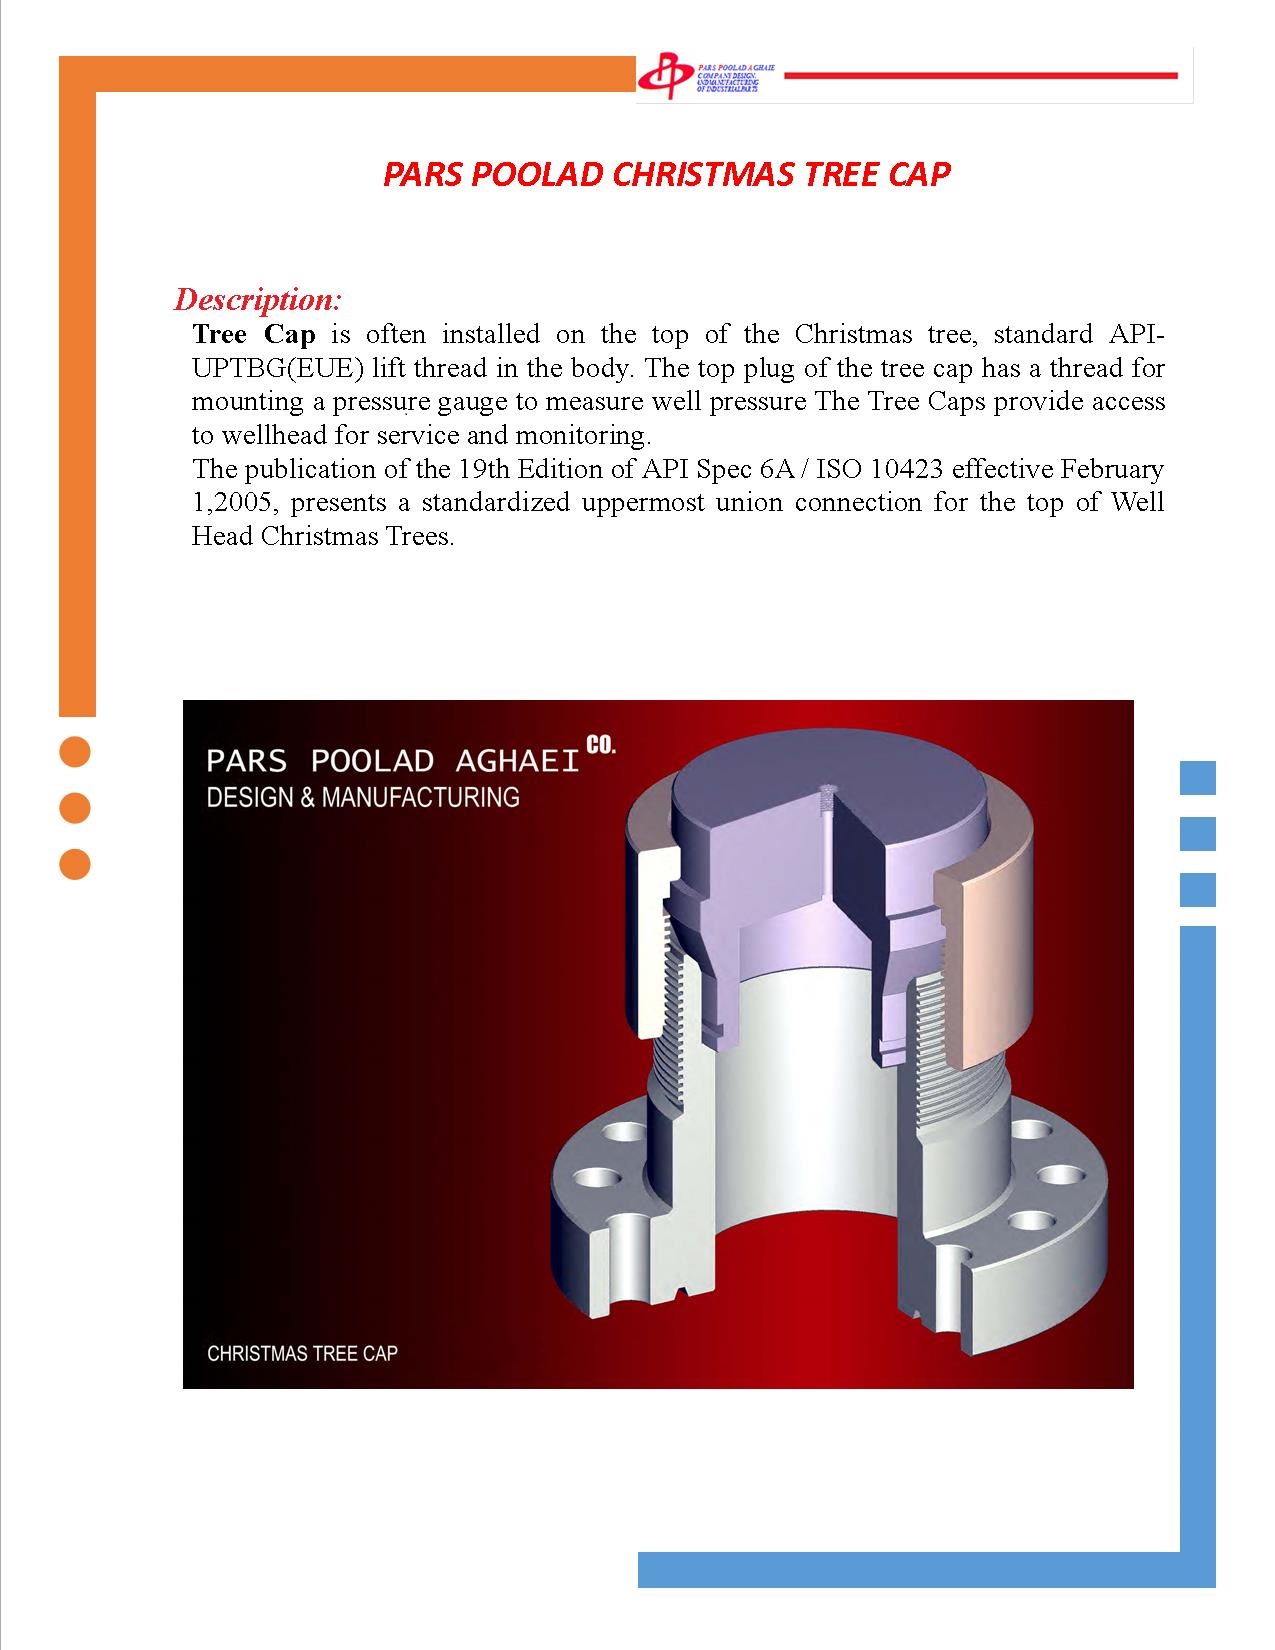 PARS POOLAD AGHAIE
COMPANY DESIGN,
AND MANUFACTURING
OF INDUSTRIAL PARTS
PARS POOLAD CHRISTMAS TREE CAP
Description:
Tree Cap is often installed on the top of the Christmas tree, standard API-
UPTBG(EUE) lift thread in the body. The top plug of the tree cap has a thread for
mounting a pressure gauge to measure well pressure The Tree Caps provide access
to wellhead for service and monitoring.
The publication of the 19th Edition of API Spec 6A / ISO 10423 effective February
1,2005, presents a standardized uppermost union connection for the top of Well
Head Christmas Trees.
PARS POOLAD AGHAEI CO.
DESIGN & MANUFACTURING
CHRISTMAS TREE CAP